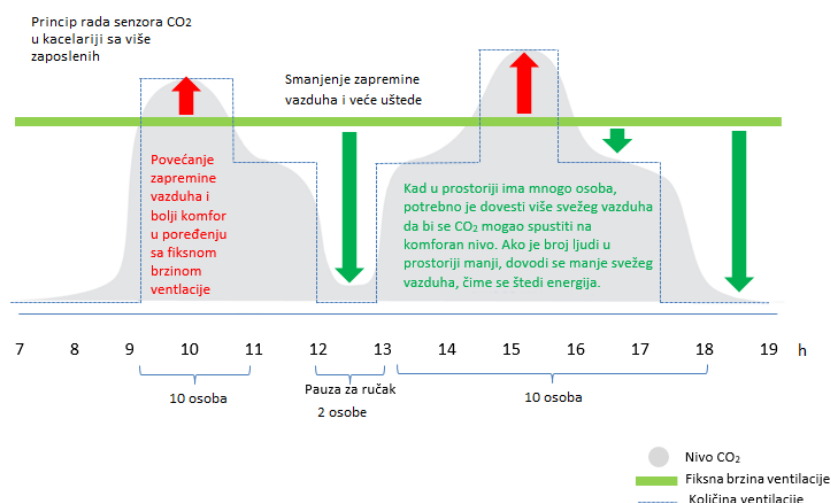 Princip rada senzora CO₂
u kacelariji sa više
zaposlenih
Smanjenje zapremine
vazduha i veće uštede
Povećanje
zapremine
vazduha i
bolji komfor
u poređenju
sa fiksnom
brzinom
ventlacije
Kad u prostoriji ima mnogo osoba,
potrebno je dovesti više svežeg vazduha
da bi se CO₂ mogao spustiti na
komforan nivo. Ako je broj ljudi u
prostoriji manji, dovodi se manje svežeg
vazduha, čime se štedi energija.
7 8 9 10 11 12 13 14 15 16 17 18 19 h
10 osoba
Pauza za ručak
2 osobe
10 osoba
Nivo CO₂
Fiksna brzina ventilacije
Količina ventilacije